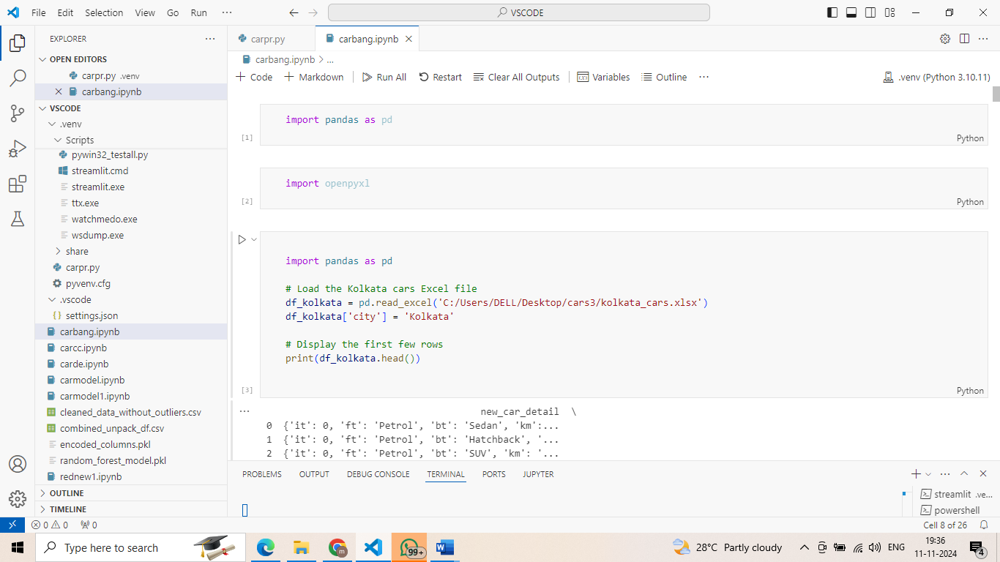 File Edit Selection View Go Run ··· VSCODE
EXPLORER ···
OPEN EDITORS
carpr.py .venv
carbang.ipynb
VSCODE
.venv
Scripts
pywin32_testall.py
streamlit.cmd
streamlit.exe
ttx.exe
watchmedo.exe
wsdump.exe
share
carpr.py
pyvenv.cfg
.vscode
{} settings.json
carbang.ipynb
carcc.ipynb
carde.ipynb
carmodel.ipynb
carmodel1.ipynb
cleaned_data_without_outliers.csv
combined_unpack_df.csv
encoded_columns.pkl
random_forest_model.pkl
rednew1.ipynb
OUTLINE
TIMELINE
carpr.py carbang.ipynb
carbang.ipynb > ...
+ Code + Markdown Run All Restart Clear All Outputs Variables Outline ··· .venv (Python 3.10.11)
import pandas as pd
[1] Python
import openpyxl
[2] Python
import pandas as pd
# Load the Kolkata cars Excel file
df_kolkata = pd.read_excel('C:/Users/DELL/Desktop/cars3/kolkata_cars.xlsx')
df_kolkata['city'] = 'Kolkata'
# Display the first few rows
print(df_kolkata.head())
[3] Python
··· new_car_detail \
0 {'it': 0, 'ft': 'Petrol', 'bt': 'Sedan', 'km':...
1 {'it': 0, 'ft': 'Petrol', 'bt': 'Hatchback', '...
2 {'it': 0, 'ft': 'Petrol', 'bt': 'SUV', 'km': '...
PROBLEMS OUTPUT DEBUG CONSOLE TERMINAL PORTS JUPYTER
streamlit .ve...
powershell
0 0 0 Cell 8 of 26
Type here to search m 99+ 28°C Partly cloudy ENG 19:36
11-11-2024 4